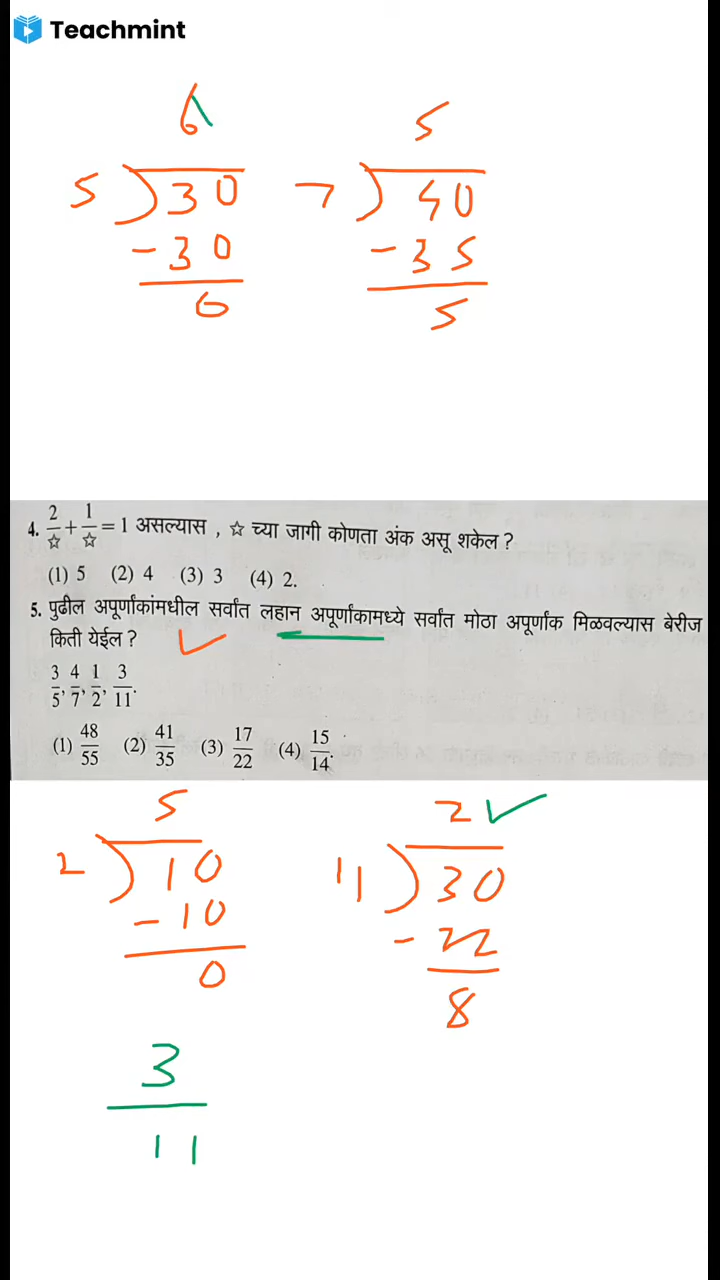 Teachmint
6 5
5 ) 30 7 ) 40
-30 -35
0 5
4. 2/☆ + 1/☆ = 1 असल्यास , ☆ च्या जागी कोणता अंक असू शकेल ?
(1) 5 (2) 4 (3) 3 (4) 2.
5. पुढील अपूर्णांकांमधील सर्वांत लहान अपूर्णांकामध्ये सर्वांत मोठा अपूर्णांक मिळवल्यास बेरीज
किती येईल ?
3/5, 4/7, 1/2, 3/11.
(1) 48/55 (2) 41/35 (3) 17/22 (4) 15/14.
5 2
2 ) 10 11 ) 30
-10 -22
0 8
3
11